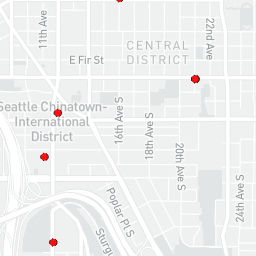 11th Ave
22nd Ave
CENTRAL
DISTRICT
E Fir St
Seattle Chinatown-
International
District
16th Ave S
18th Ave S
20th Ave S
24th Ave S
Poplar Pl S
Sturgu